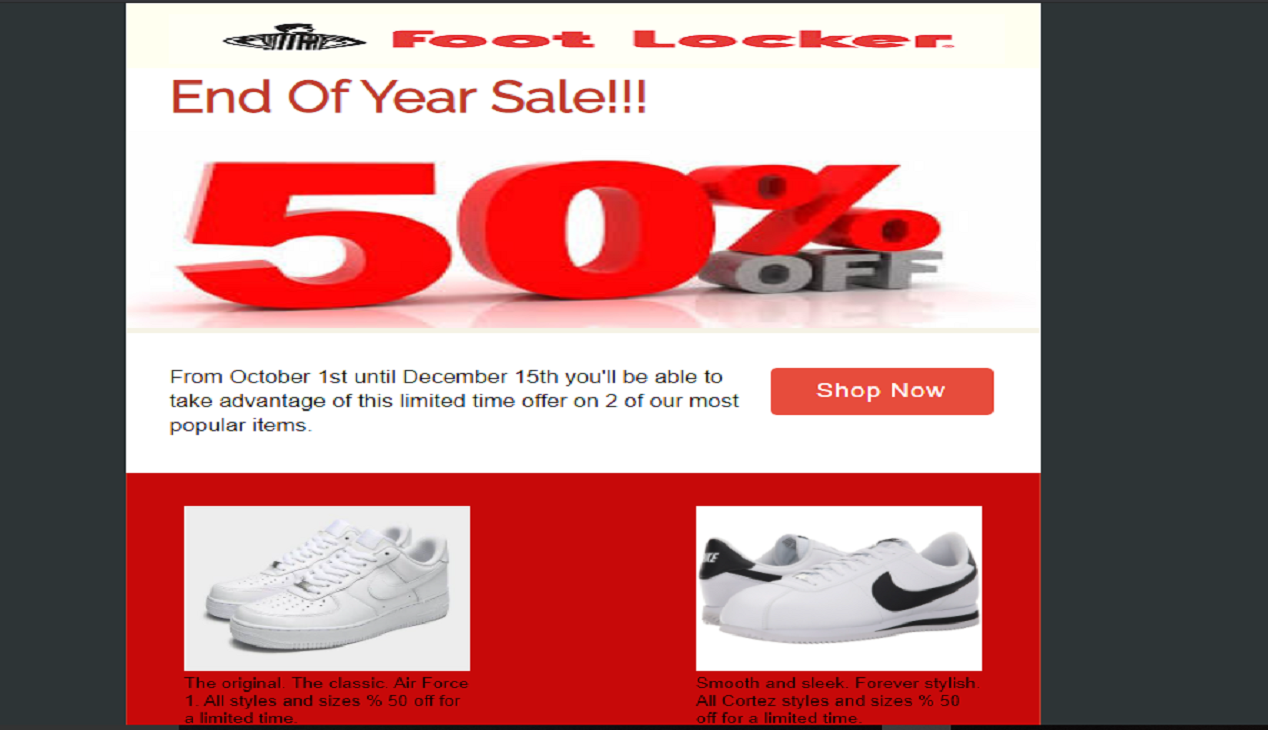 Foot Locker.
End Of Year Sale!!!
50%
OFF
From October 1st until December 15th you'll be able to
take advantage of this limited time offer on 2 of our most
popular items.
Shop Now
NIKE
The original. The classic. Air Force
1. All styles and sizes % 50 off for
a limited time.
Smooth and sleek. Forever stylish.
All Cortez styles and sizes % 50
off for a limited time.